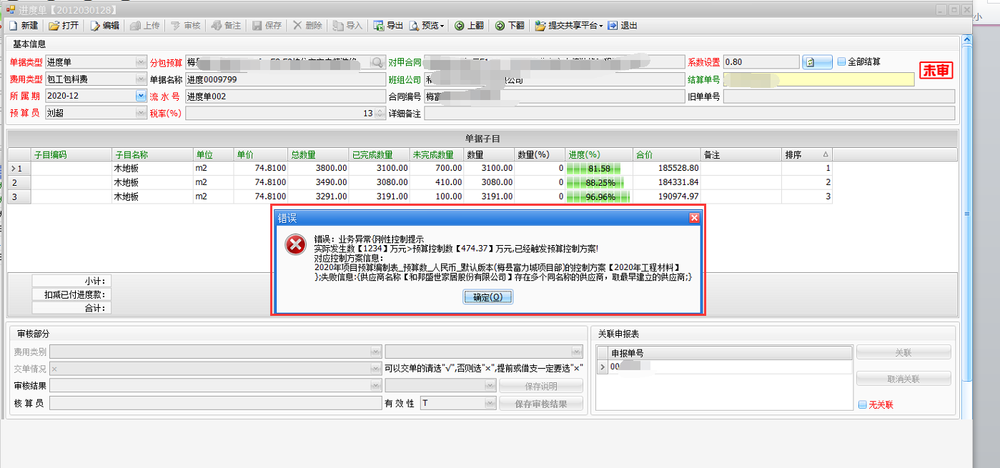 进度单【2012030128】
新建 打开 编辑 上传 审核 备注 保存 删除 导入 导出 预览 上翻 下翻 提交共享平台 退出
小
基本信息
单据类型 进度单 分包预算 梅 对甲合同 系数设置 0.80 全部结算
未审
费用类型 包工包料费 单据名称 进度0009799 班组公司 公司 结算单号
所属期 2020-12 流水号 进度单002 合同编号 梅富 旧单单号
预算员 刘超 税率(%) 13 详细备注
单据子目
子目编码 子目名称 单位 单价 总数量 已完成数量 未完成数量 数量 数量(%) 进度(%) 合价 备注 排序
1 木地板 m2 74.8100 3800.00 3100.00 700.00 3100.00 0 81.58 185528.80 1
2 木地板 m2 74.8100 3490.00 3080.00 410.00 3080.00 0 88.25% 184331.84 2
3 木地板 m2 74.8100 3291.00 3191.00 100.00 3191.00 0 96.96% 190974.97 3
错误
错误：业务异常{刚性控制提示
实际发生数【1234】万元>预算控制数【474.37】万元,已经触发预算控制方案!
对应控制方案信息:
2020年项目预算编制表_预算数_人民币_默认版本(梅县富力城项目部)的控制方案【2020年工程材料】
};失败信息:{供应商名称【和邦盛世家居股份有限公司】存在多个同名称的供应商，取最早建立的供应商;}
确定(O)
小计：
扣减已付进度款：
合计：
审核部分
费用类别
交单情况 × 可以交单的请选"√",否则选"×",提前或借支一定要选"×"
审核结果 保存说明
核算员 有效性 T 保存审核结果
关联申报表
申报单号
00
关联
取消关联
无关联